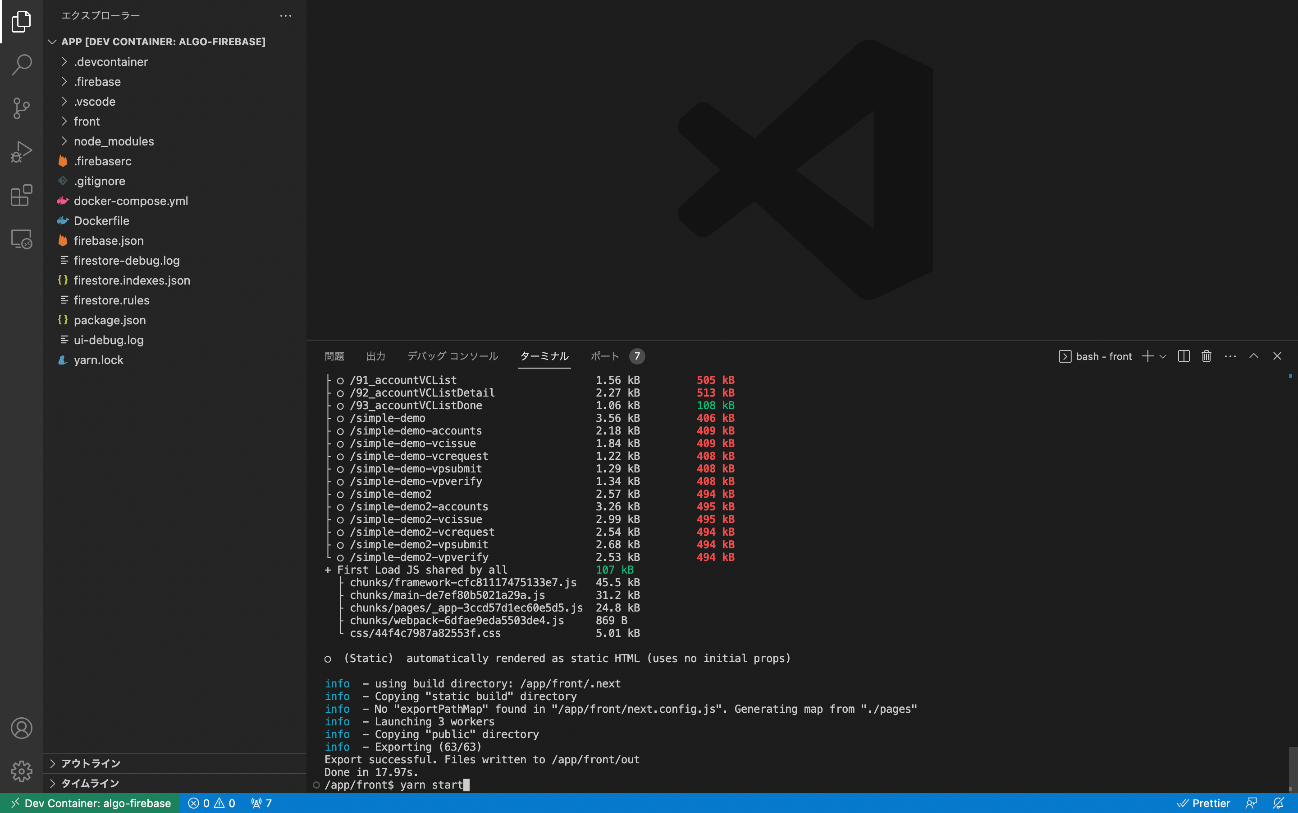 エクスプローラー
APP [DEV CONTAINER: ALGO-FIREBASE]
.devcontainer
.firebase
.vscode
front
node_modules
.firebaserc
.gitignore
docker-compose.yml
Dockerfile
firebase.json
firestore-debug.log
firestore.indexes.json
firestore.rules
package.json
ui-debug.log
yarn.lock
アウトライン
タイムライン
問題 出力 デバッグ コンソール ターミナル ポート 7 bash - front
├ ○ /91_accountVCList 1.56 kB 505 kB
├ ○ /92_accountVCListDetail 2.27 kB 513 kB
├ ○ /93_accountVCListDone 1.06 kB 108 kB
├ ○ /simple-demo 3.56 kB 406 kB
├ ○ /simple-demo-accounts 2.18 kB 409 kB
├ ○ /simple-demo-vcissue 1.84 kB 409 kB
├ ○ /simple-demo-vcrequest 1.22 kB 408 kB
├ ○ /simple-demo-vpsubmit 1.29 kB 408 kB
├ ○ /simple-demo-vpverify 1.34 kB 408 kB
├ ○ /simple-demo2 2.57 kB 494 kB
├ ○ /simple-demo2-accounts 3.26 kB 495 kB
├ ○ /simple-demo2-vcissue 2.99 kB 495 kB
├ ○ /simple-demo2-vcrequest 2.54 kB 494 kB
├ ○ /simple-demo2-vpsubmit 2.68 kB 494 kB
└ ○ /simple-demo2-vpverify 2.53 kB 494 kB
+ First Load JS shared by all 107 kB
├ chunks/framework-cfc81117475133e7.js 45.5 kB
├ chunks/main-de7ef80b5021a29a.js 31.2 kB
├ chunks/pages/_app-3ccd57d1ec60e5d5.js 24.8 kB
├ chunks/webpack-6dfae9eda5503de4.js 869 B
└ css/44f4c7987a82553f.css 5.01 kB
○ (Static) automatically rendered as static HTML (uses no initial props)
info - using build directory: /app/front/.next
info - Copying "static build" directory
info - No "exportPathMap" found in "/app/front/next.config.js". Generating map from "./pages"
info - Launching 3 workers
info - Copying "public" directory
info - Exporting (63/63)
Export successful. Files written to /app/front/out
Done in 17.97s.
/app/front$ yarn start
Dev Container: algo-firebase 0 0 7 Prettier